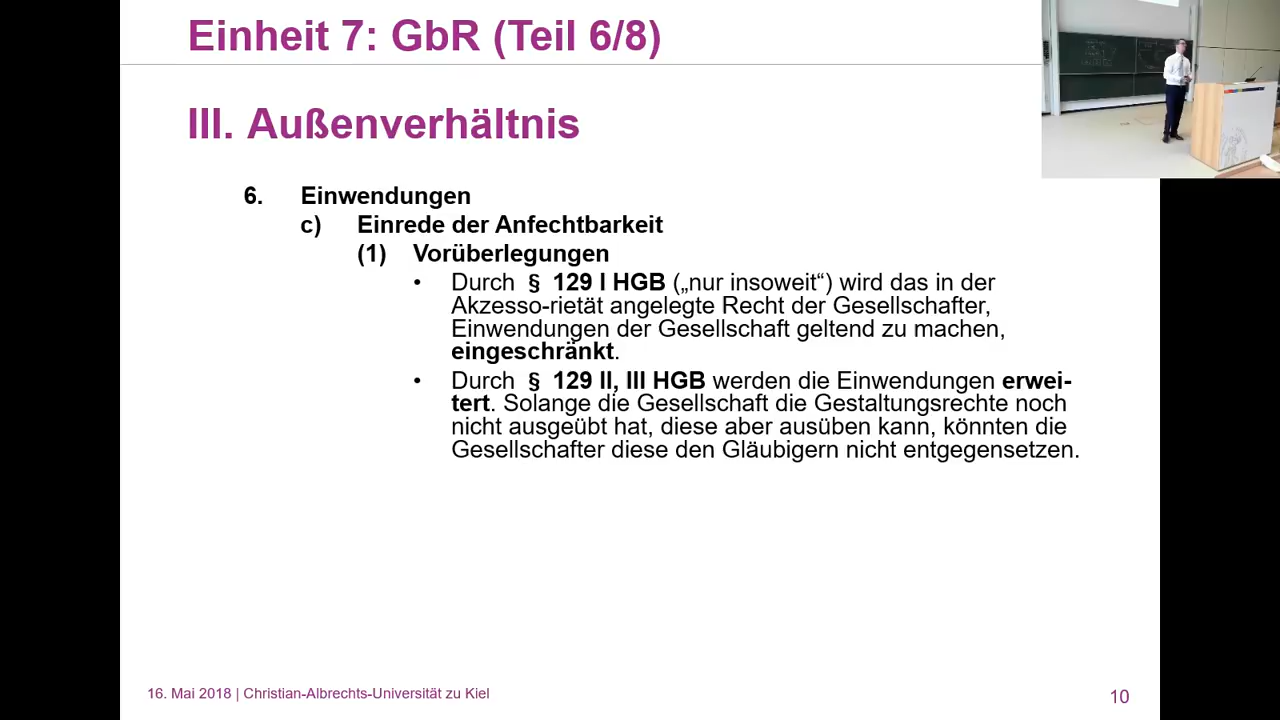 Einheit 7: GbR (Teil 6/8)
III. Außenverhältnis
6. Einwendungen
c) Einrede der Anfechtbarkeit
(1) Vorüberlegungen
• Durch § 129 I HGB („nur insoweit“) wird das in der
Akzesso-rietät angelegte Recht der Gesellschafter,
Einwendungen der Gesellschaft geltend zu machen,
eingeschränkt.
• Durch § 129 II, III HGB werden die Einwendungen erwei-
tert. Solange die Gesellschaft die Gestaltungsrechte noch
nicht ausgeübt hat, diese aber ausüben kann, könnten die
Gesellschafter diese den Gläubigern nicht entgegensetzen.
16. Mai 2018 | Christian-Albrechts-Universität zu Kiel
10